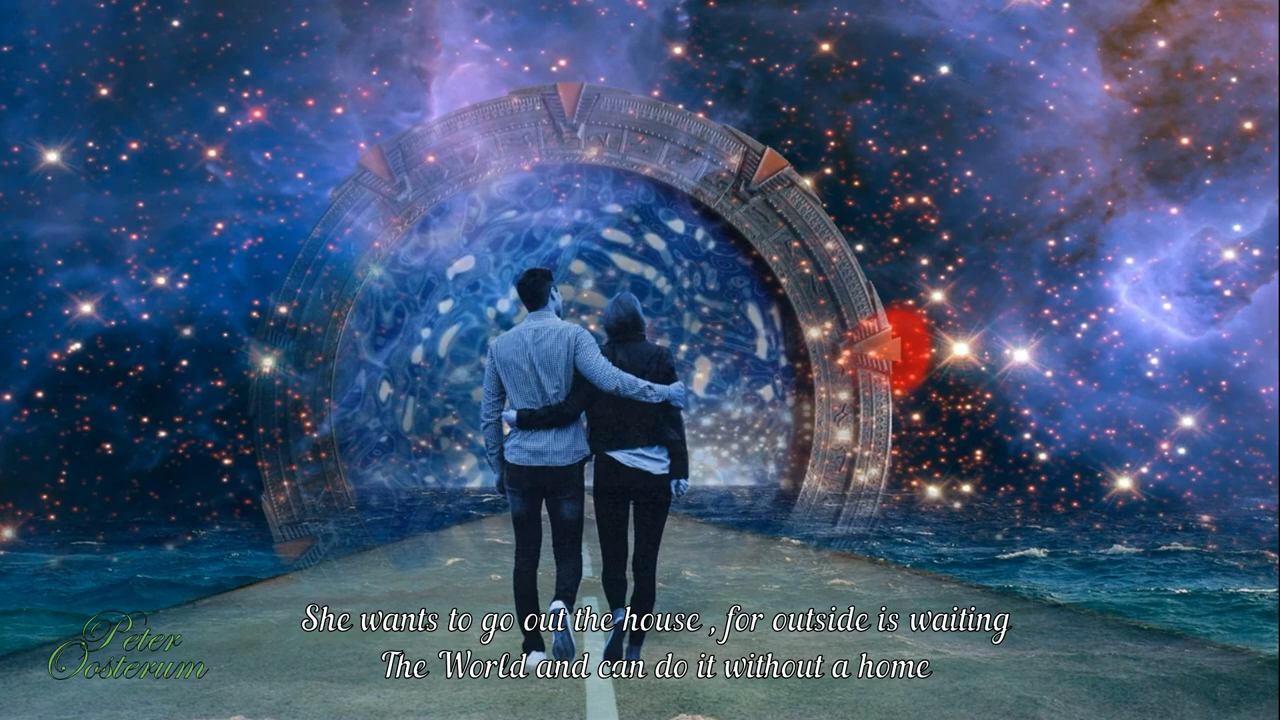 She wants to go out the house , for outside is waiting
The World and can do it without a home
Peter
Oosterum